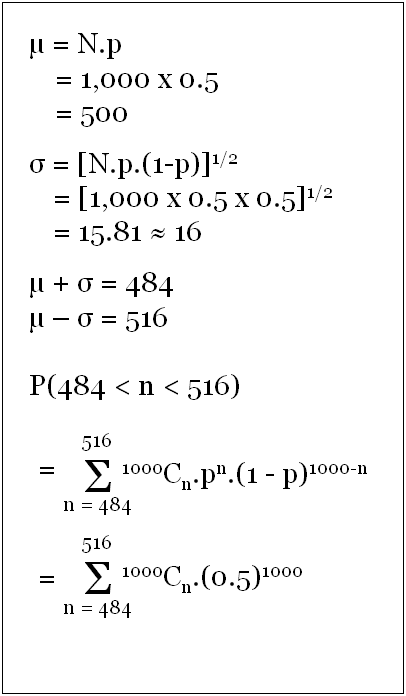 μ = N.p
= 1,000 x 0.5
= 500
σ = [N.p.(1-p)]¹/²
= [1,000 x 0.5 x 0.5]¹/²
= 15.81 ≈ 16
μ + σ = 484
μ – σ = 516
P(484 < n < 516)
516
= Σ ¹⁰⁰⁰Cₙ.pⁿ.(1 - p)¹⁰⁰⁰⁻ⁿ
n = 484
516
= Σ ¹⁰⁰⁰Cₙ.(0.5)¹⁰⁰⁰
n = 484